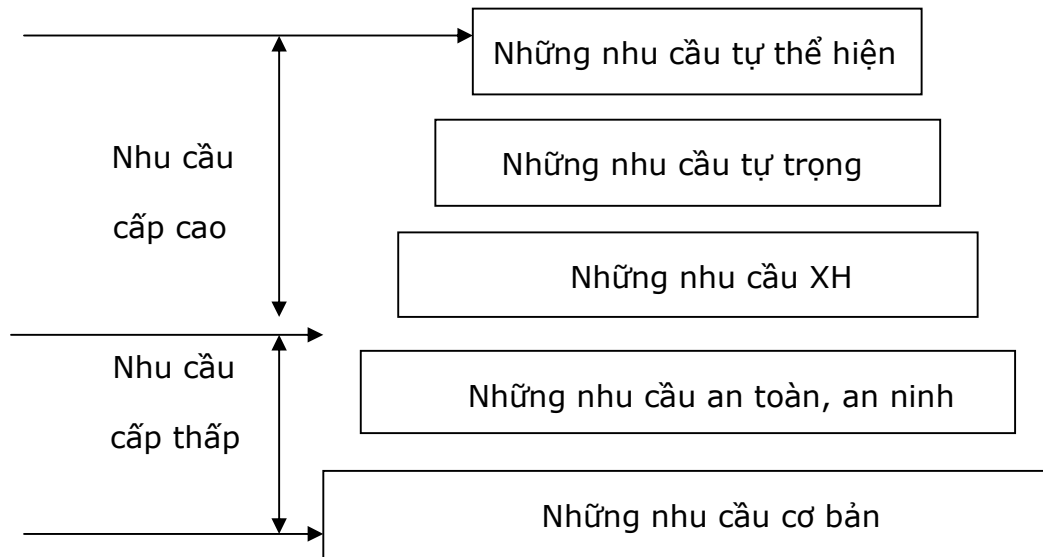 Những nhu cầu tự thể hiện
Nhu cầu
cấp cao
Những nhu cầu tự trọng
Những nhu cầu XH
Nhu cầu
cấp thấp
Những nhu cầu an toàn, an ninh
Những nhu cầu cơ bản